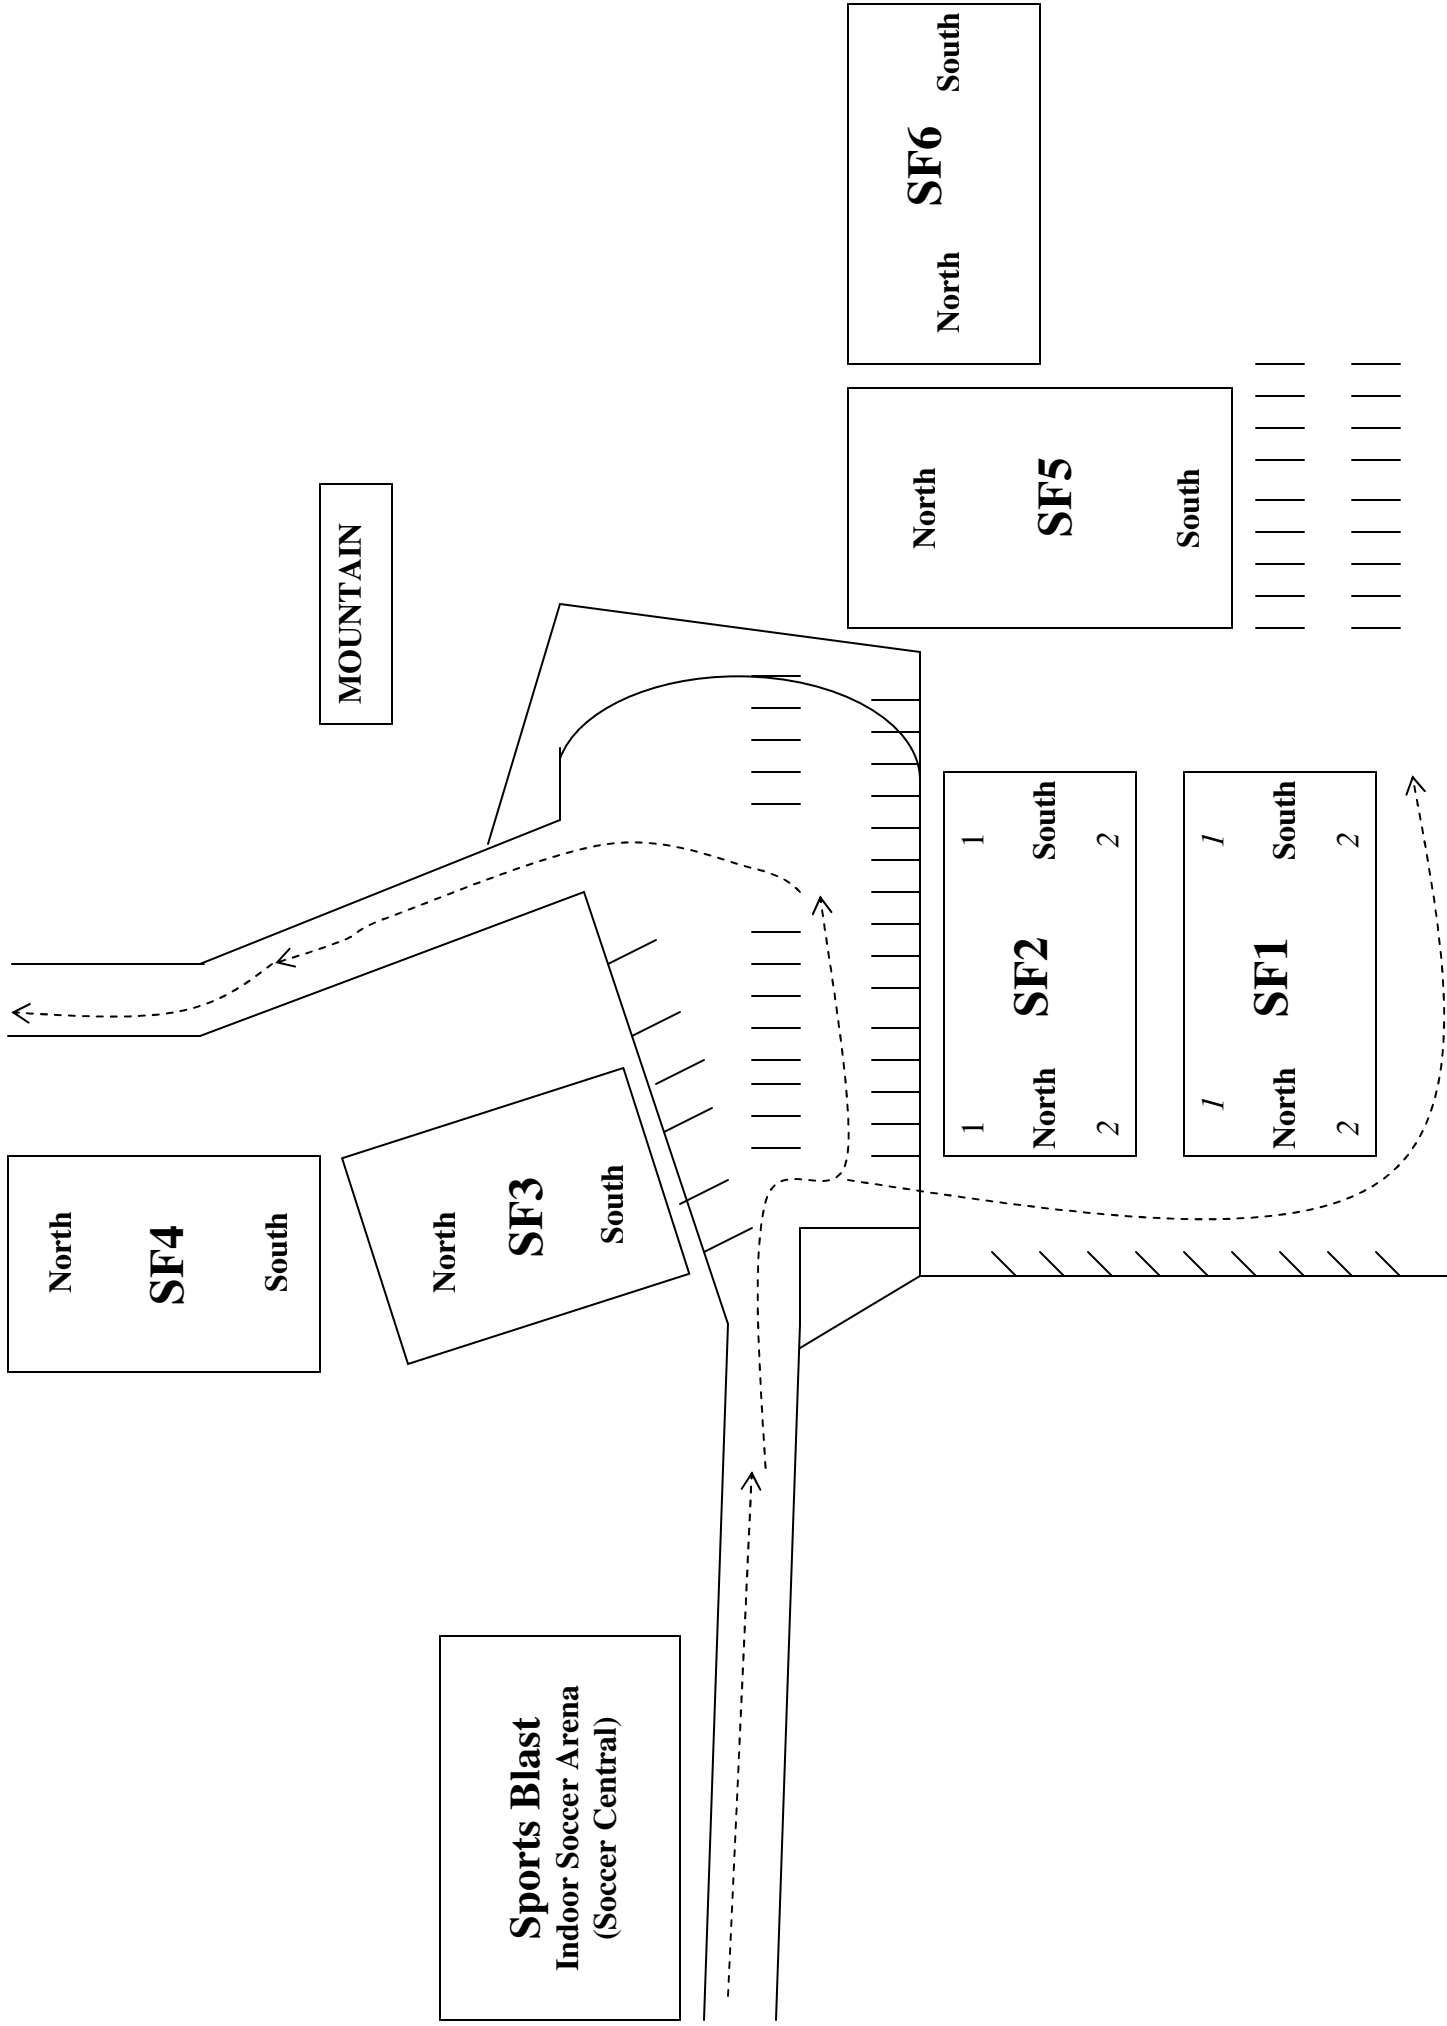 North
SF4
South
MOUNTAIN
North
SF3
South
Sports Blast
Indoor Soccer Arena
(Soccer Central)
North
SF5
South
SF6
North South
1 1
North SF2 South
2 2
1 1
North SF1 South
2 2